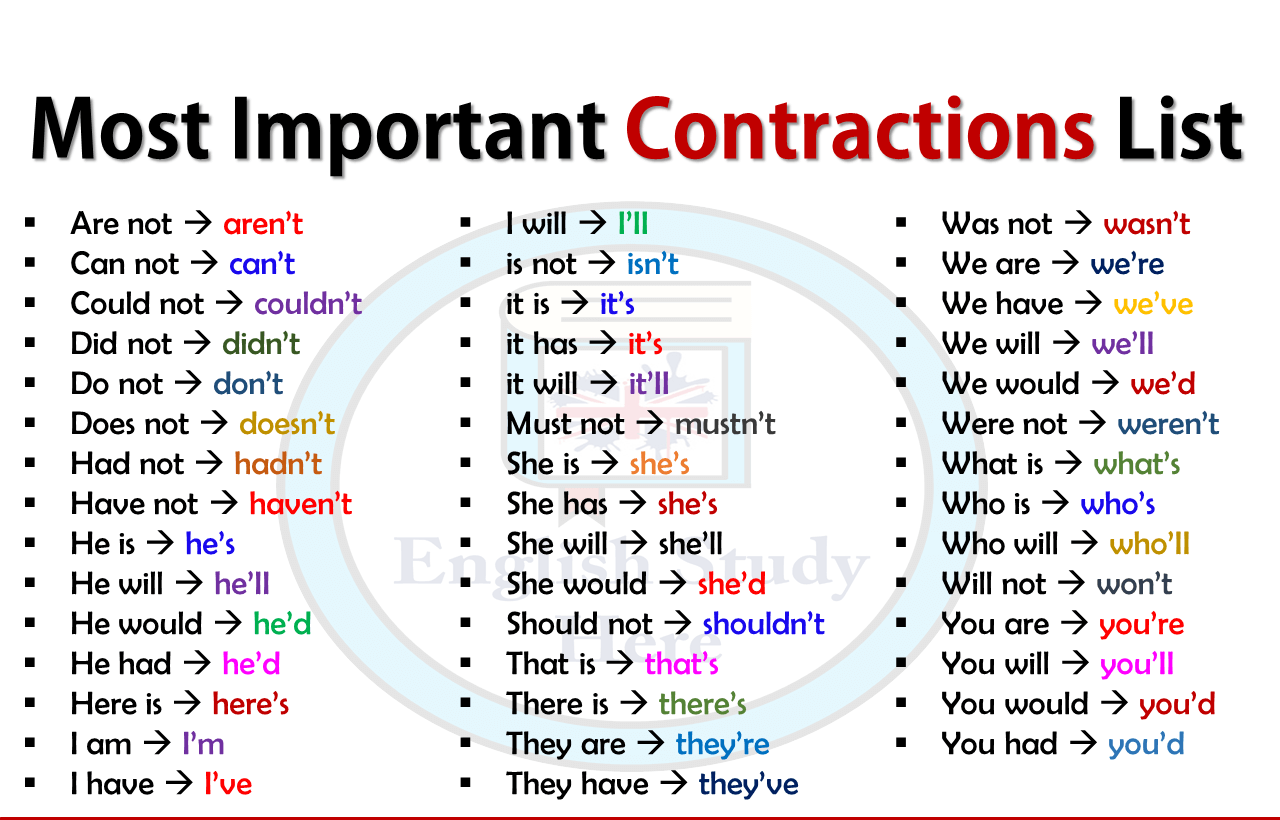 Most Important Contractions List
▪ Are not → aren’t
▪ Can not → can’t
▪ Could not → couldn’t
▪ Did not → didn’t
▪ Do not → don’t
▪ Does not → doesn’t
▪ Had not → hadn’t
▪ Have not → haven’t
▪ He is → he’s
▪ He will → he’ll
▪ He would → he’d
▪ He had → he’d
▪ Here is → here’s
▪ I am → I’m
▪ I have → I’ve
▪ I will → I’ll
▪ is not → isn’t
▪ it is → it’s
▪ it has → it’s
▪ it will → it’ll
▪ Must not → mustn’t
▪ She is → she’s
▪ She has → she’s
▪ She will → she’ll
▪ She would → she’d
▪ Should not → shouldn’t
▪ That is → that’s
▪ There is → there’s
▪ They are → they’re
▪ They have → they’ve
▪ Was not → wasn’t
▪ We are → we’re
▪ We have → we’ve
▪ We will → we’ll
▪ We would → we’d
▪ Were not → weren’t
▪ What is → what’s
▪ Who is → who’s
▪ Who will → who’ll
▪ Will not → won’t
▪ You are → you’re
▪ You will → you’ll
▪ You would → you’d
▪ You had → you’d
English Study
Here